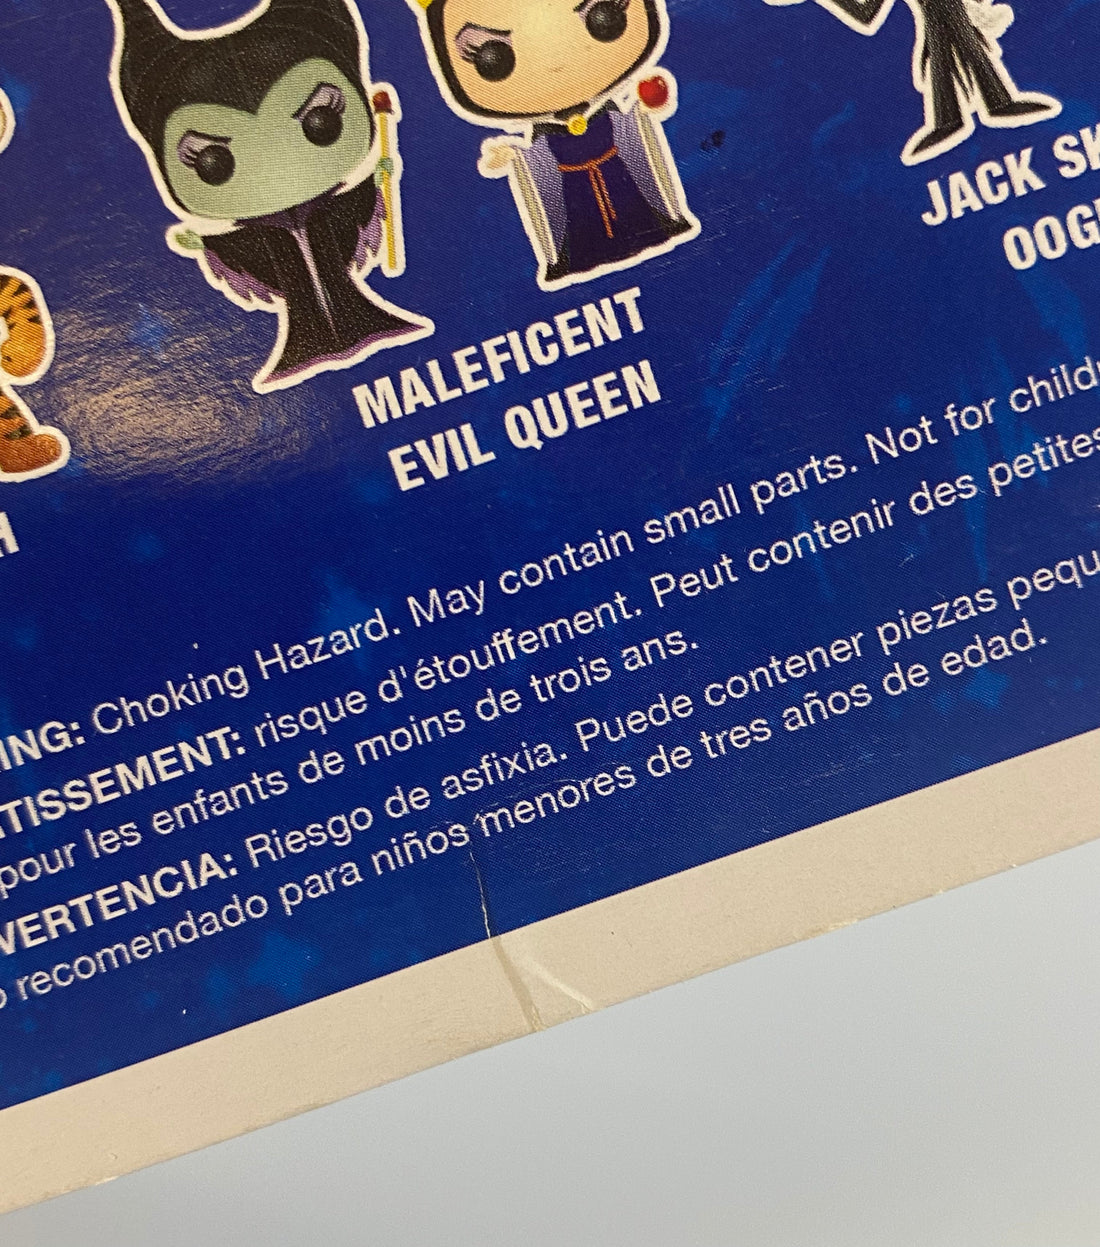 JACK SK
OOG
MALEFICENT
EVIL QUEEN
H
ING: Choking Hazard. May contain small parts. Not for child
TISSEMENT: risque d'étouffement. Peut contenir des petites
pour les enfants de moins de trois ans.
VERTENCIA: Riesgo de asfixia. Puede contener piezas pequ
o recomendado para niños menores de tres años de edad.